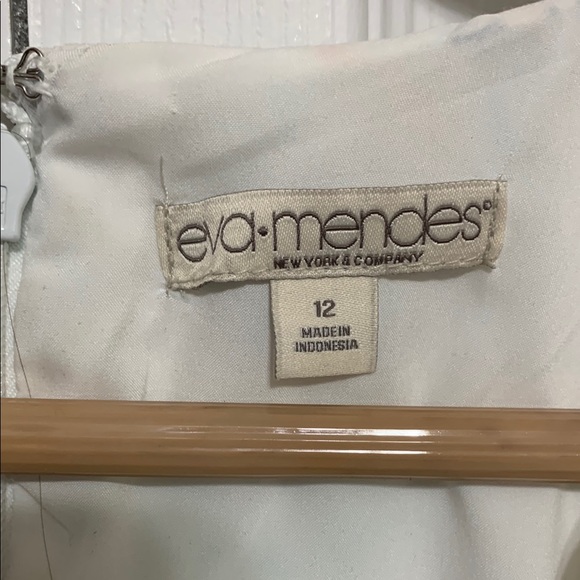 eva·mendes
NEW YORK & COMPANY
12
MADE IN
INDONESIA